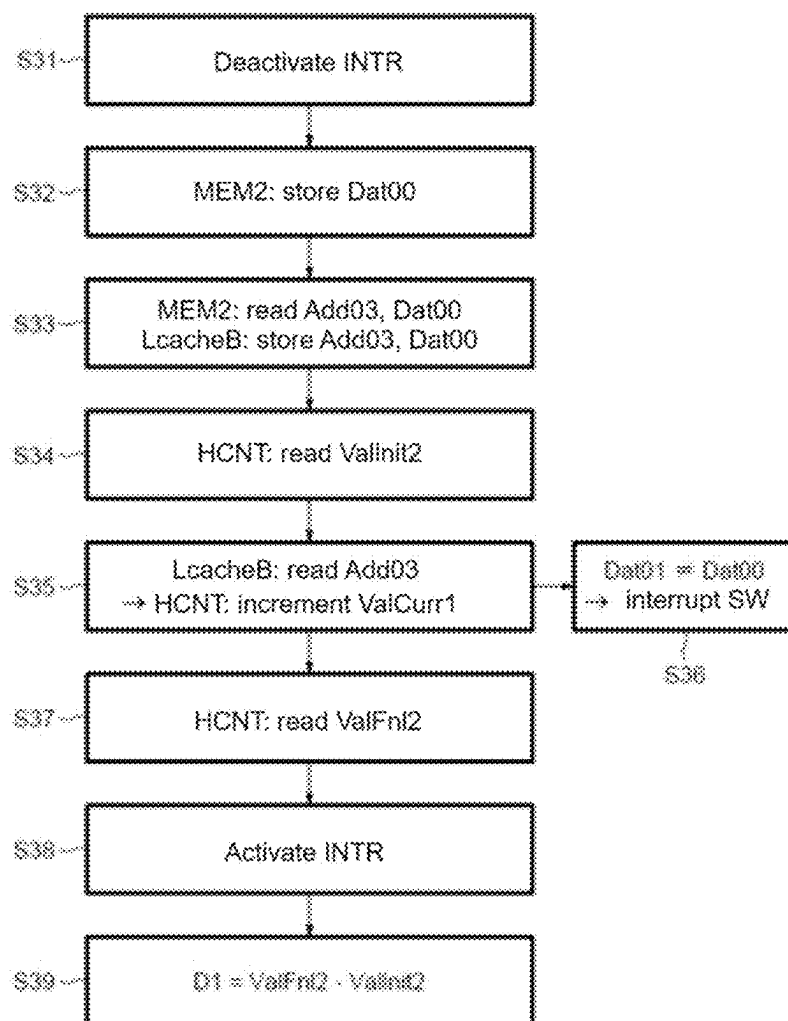 S31
Deactivate INTR
S32
MEM2: store Dat00
S33
MEM2: read Add03, Dat00
LcacheB: store Add03, Dat00
S34
HCNT: read ValInit2
S35
LcacheB: read Add03
→ HCNT: increment ValCurr1
Dat01 ≠ Dat00
→ interrupt SW
S36
S37
HCNT: read ValFnl2
S38
Activate INTR
S39
D1 = ValFnl2 - ValInit2